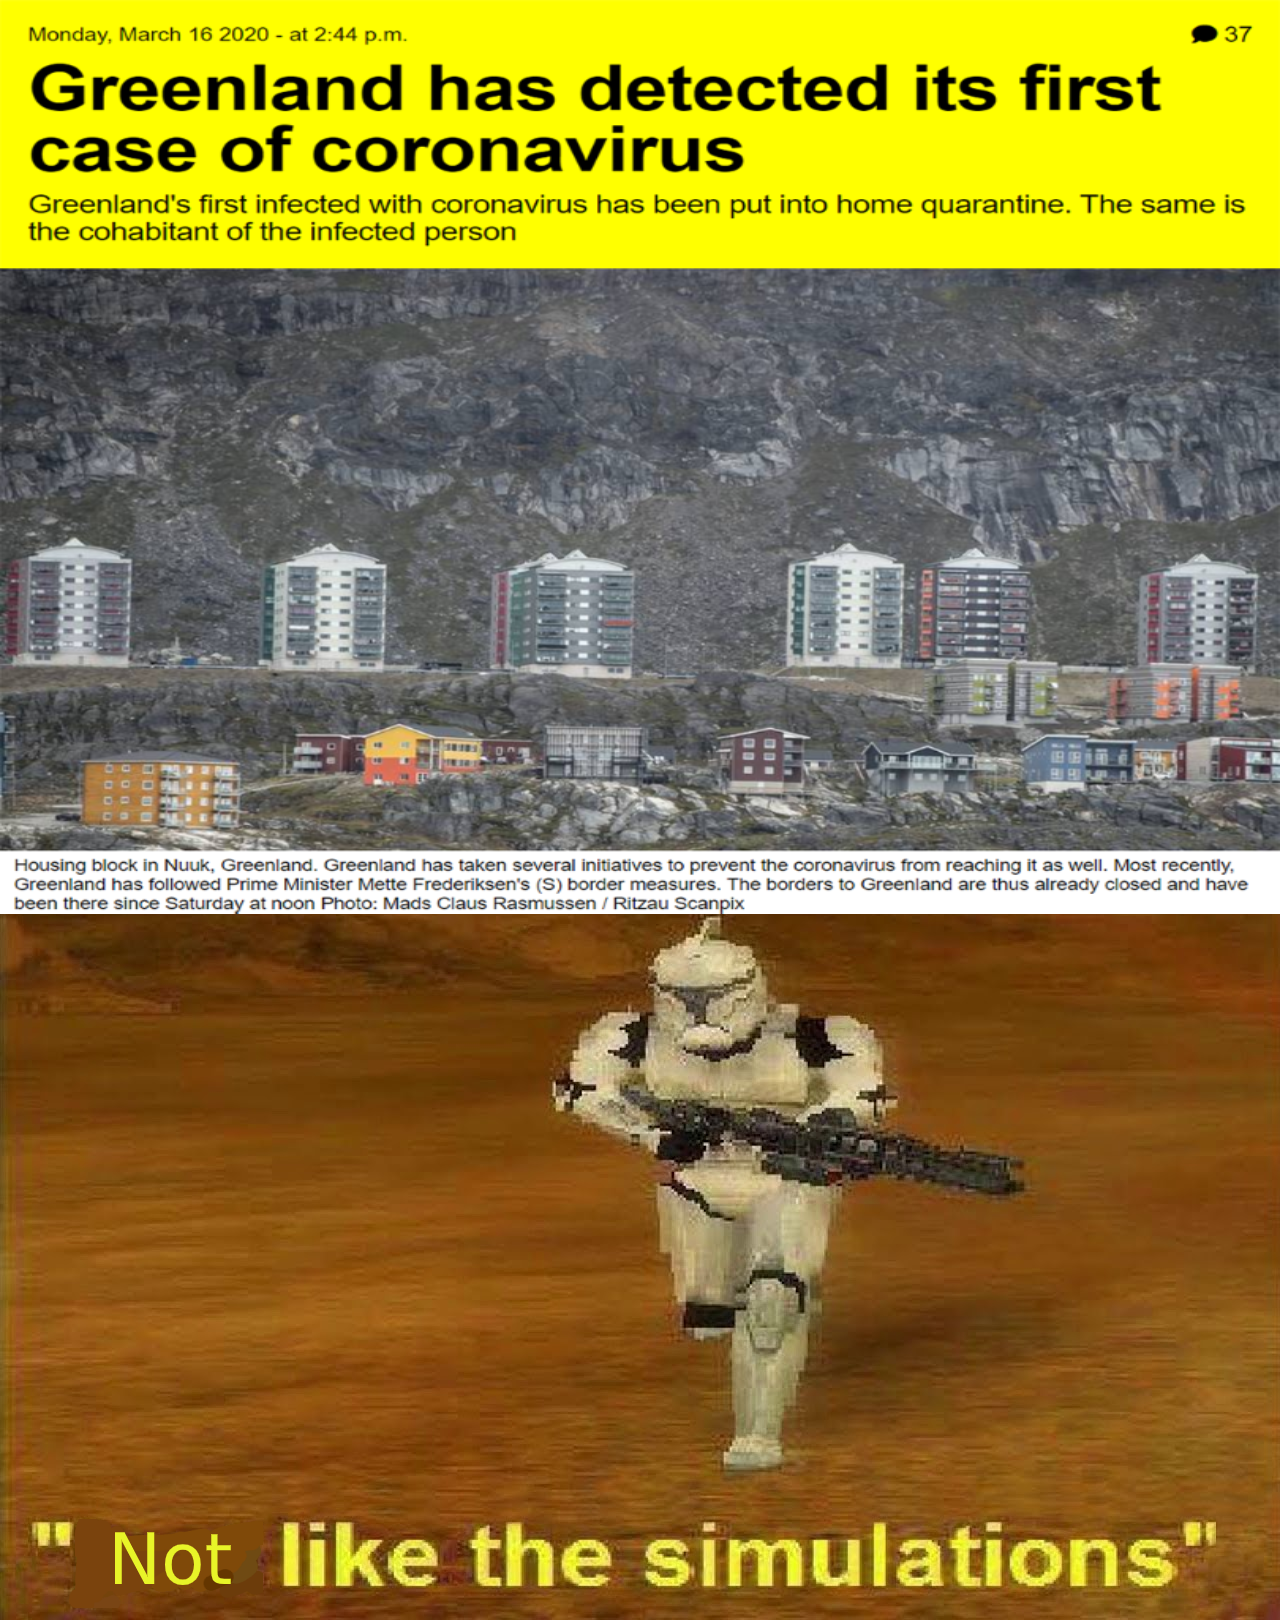 Monday, March 16 2020 - at 2:44 p.m.
37
Greenland has detected its first
case of coronavirus
Greenland's first infected with coronavirus has been put into home quarantine. The same is
the cohabitant of the infected person
Housing block in Nuuk, Greenland. Greenland has taken several initiatives to prevent the coronavirus from reaching it as well. Most recently,
Greenland has followed Prime Minister Mette Frederiksen's (S) border measures. The borders to Greenland are thus already closed and have
been there since Saturday at noon Photo: Mads Claus Rasmussen / Ritzau Scanpix
" Not like the simulations"